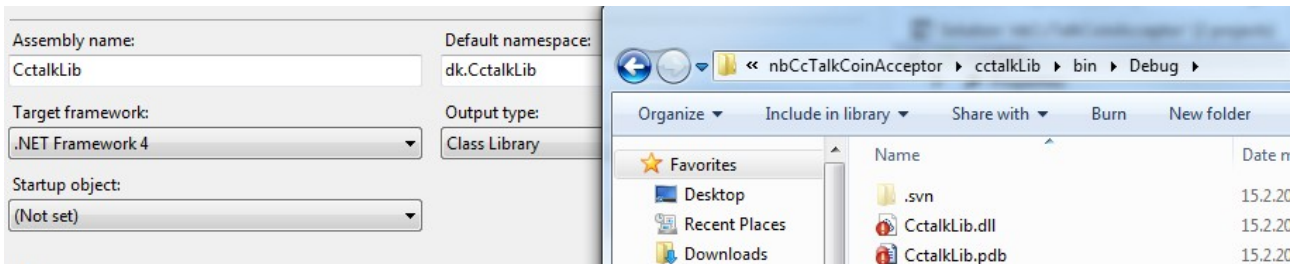 Assembly name:
CctalkLib
Default namespace:
dk.CctalkLib
Target framework:
.NET Framework 4
Output type:
Class Library
Startup object:
(Not set)
« nbCcTalkCoinAcceptor ▸ cctalkLib ▸ bin ▸ Debug ▸
Organize ▾ Include in library ▾ Share with ▾ Burn New folder
Favorites
Desktop
Recent Places
Downloads
Name Date m
.svn 15.2.20
CctalkLib.dll 15.2.20
CctalkLib.pdb 15.2.20